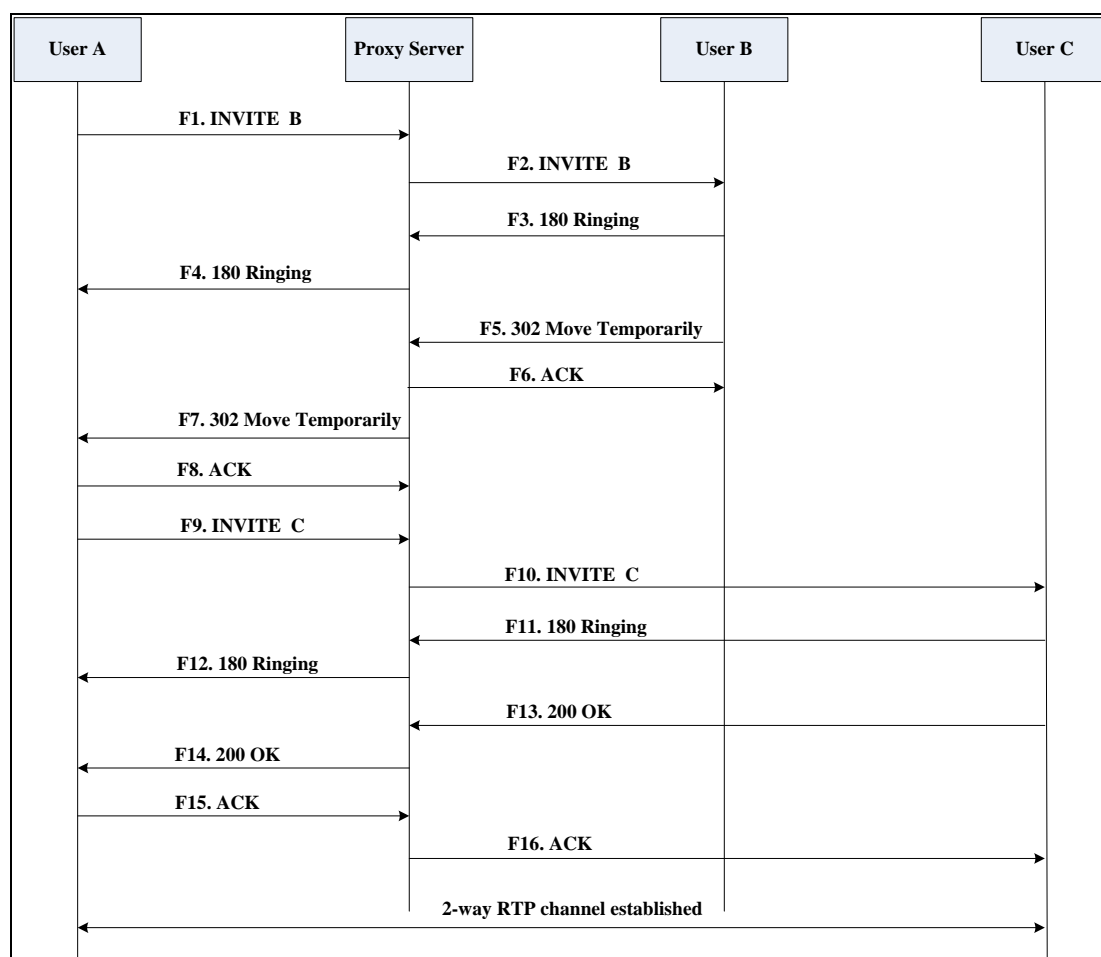 User A
Proxy Server
User B
User C
F1. INVITE B
F2. INVITE B
F3. 180 Ringing
F4. 180 Ringing
F5. 302 Move Temporarily
F6. ACK
F7. 302 Move Temporarily
F8. ACK
F9. INVITE C
F10. INVITE C
F11. 180 Ringing
F12. 180 Ringing
F13. 200 OK
F14. 200 OK
F15. ACK
F16. ACK
2-way RTP channel established